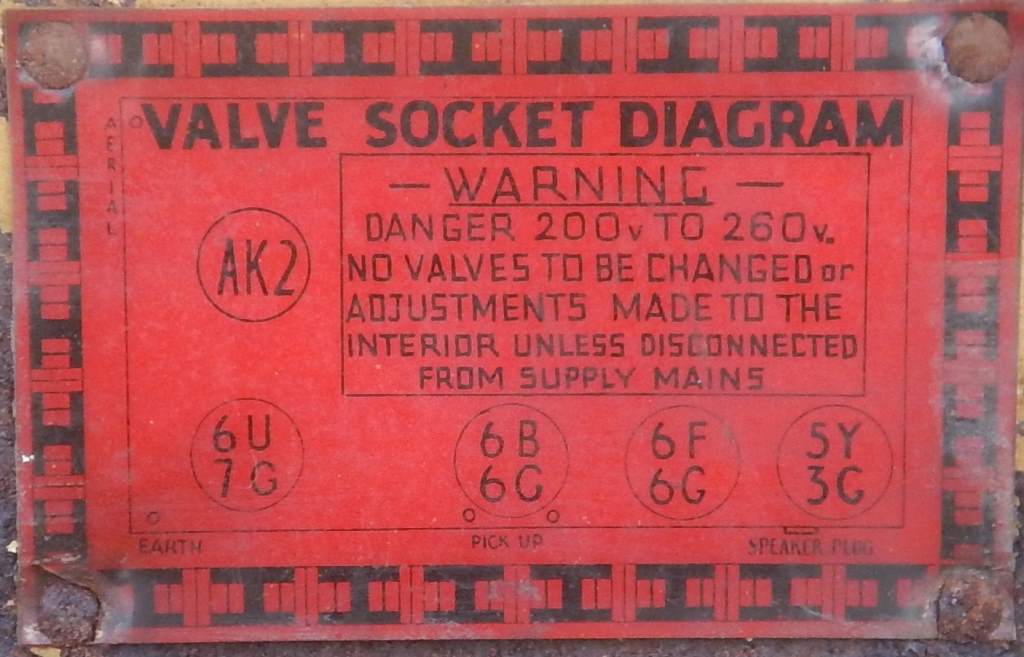 VALVE SOCKET DIAGRAM
AERIAL
— WARNING —
DANGER 200v TO 260v.
NO VALVES TO BE CHANGED or
ADJUSTMENTS MADE TO THE
INTERIOR UNLESS DISCONNECTED
FROM SUPPLY MAINS
AK2
6U
7G
6B
6G
6F
6G
5Y
3G
EARTH
PICK UP
SPEAKER PLUG